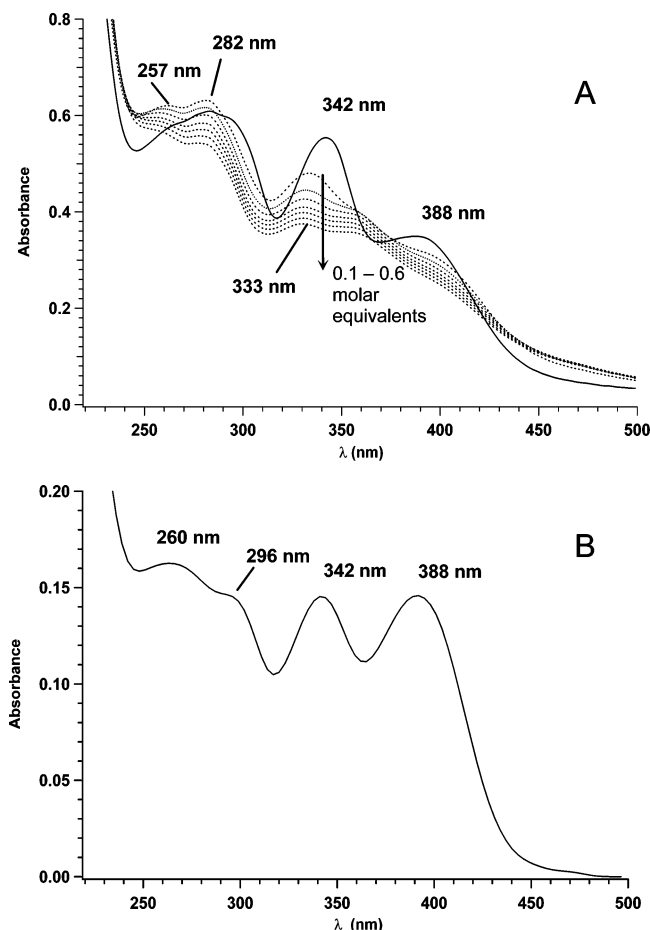 0.8
282 nm
257 nm
A
0.6
342 nm
Absorbance
0.4
388 nm
333 nm
0.1 – 0.6
molar
equivalents
0.2
0.0
250 300 350 400 450 500
λ (nm)
0.20
260 nm
B
296 nm
342 nm
388 nm
0.15
Absorbance
0.10
0.05
0.00
250 300 350 400 450 500
λ (nm)